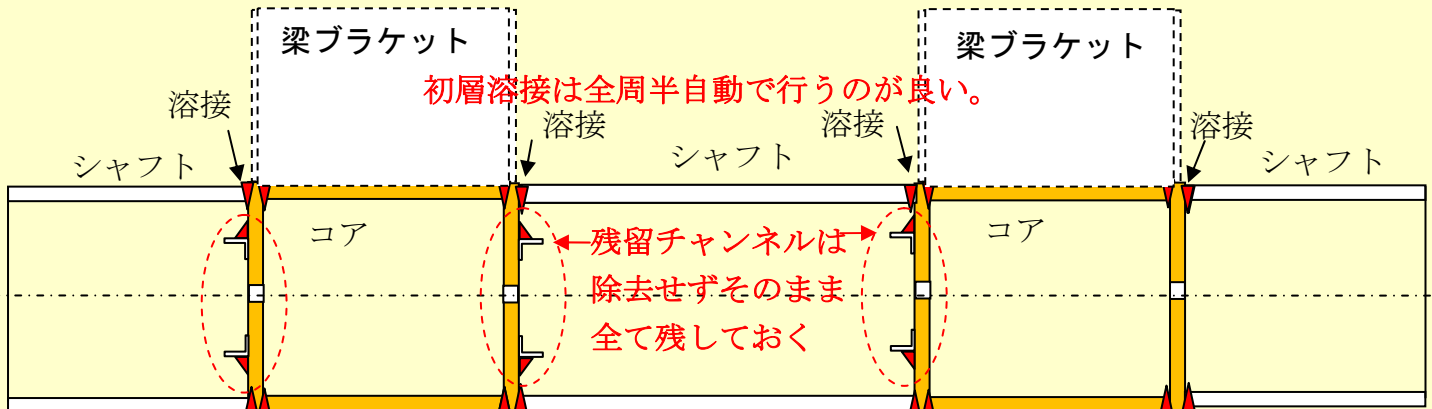 梁ブラケット
梁ブラケット
初層溶接は全周半自動で行うのが良い。
溶接
溶接
溶接
溶接
シャフト
シャフト
シャフト
コア
コア
残留チャンネルは
除去せずそのまま
全て残しておく